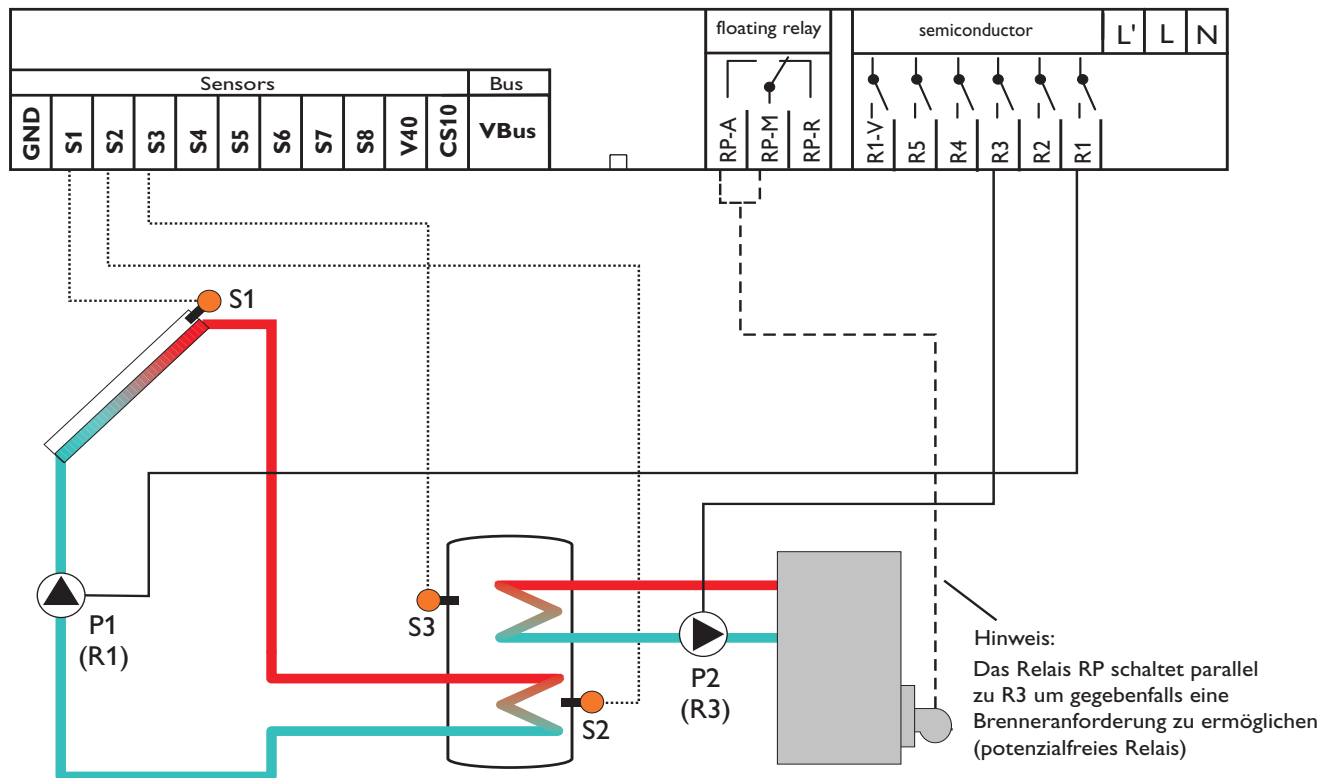 floating relay
semiconductor
L'
L
N
Sensors
Bus
GND
S1
S2
S3
S4
S5
S6
S7
S8
V40
CS10
VBus
RP-A
RP-M
RP-R
R1-V
R5
R4
R3
R2
R1
S1
S3
P1
(R1)
P2
(R3)
S2
Hinweis:
Das Relais RP schaltet parallel
zu R3 um gegebenfalls eine
Brenneranforderung zu ermöglichen
(potenzialfreies Relais)